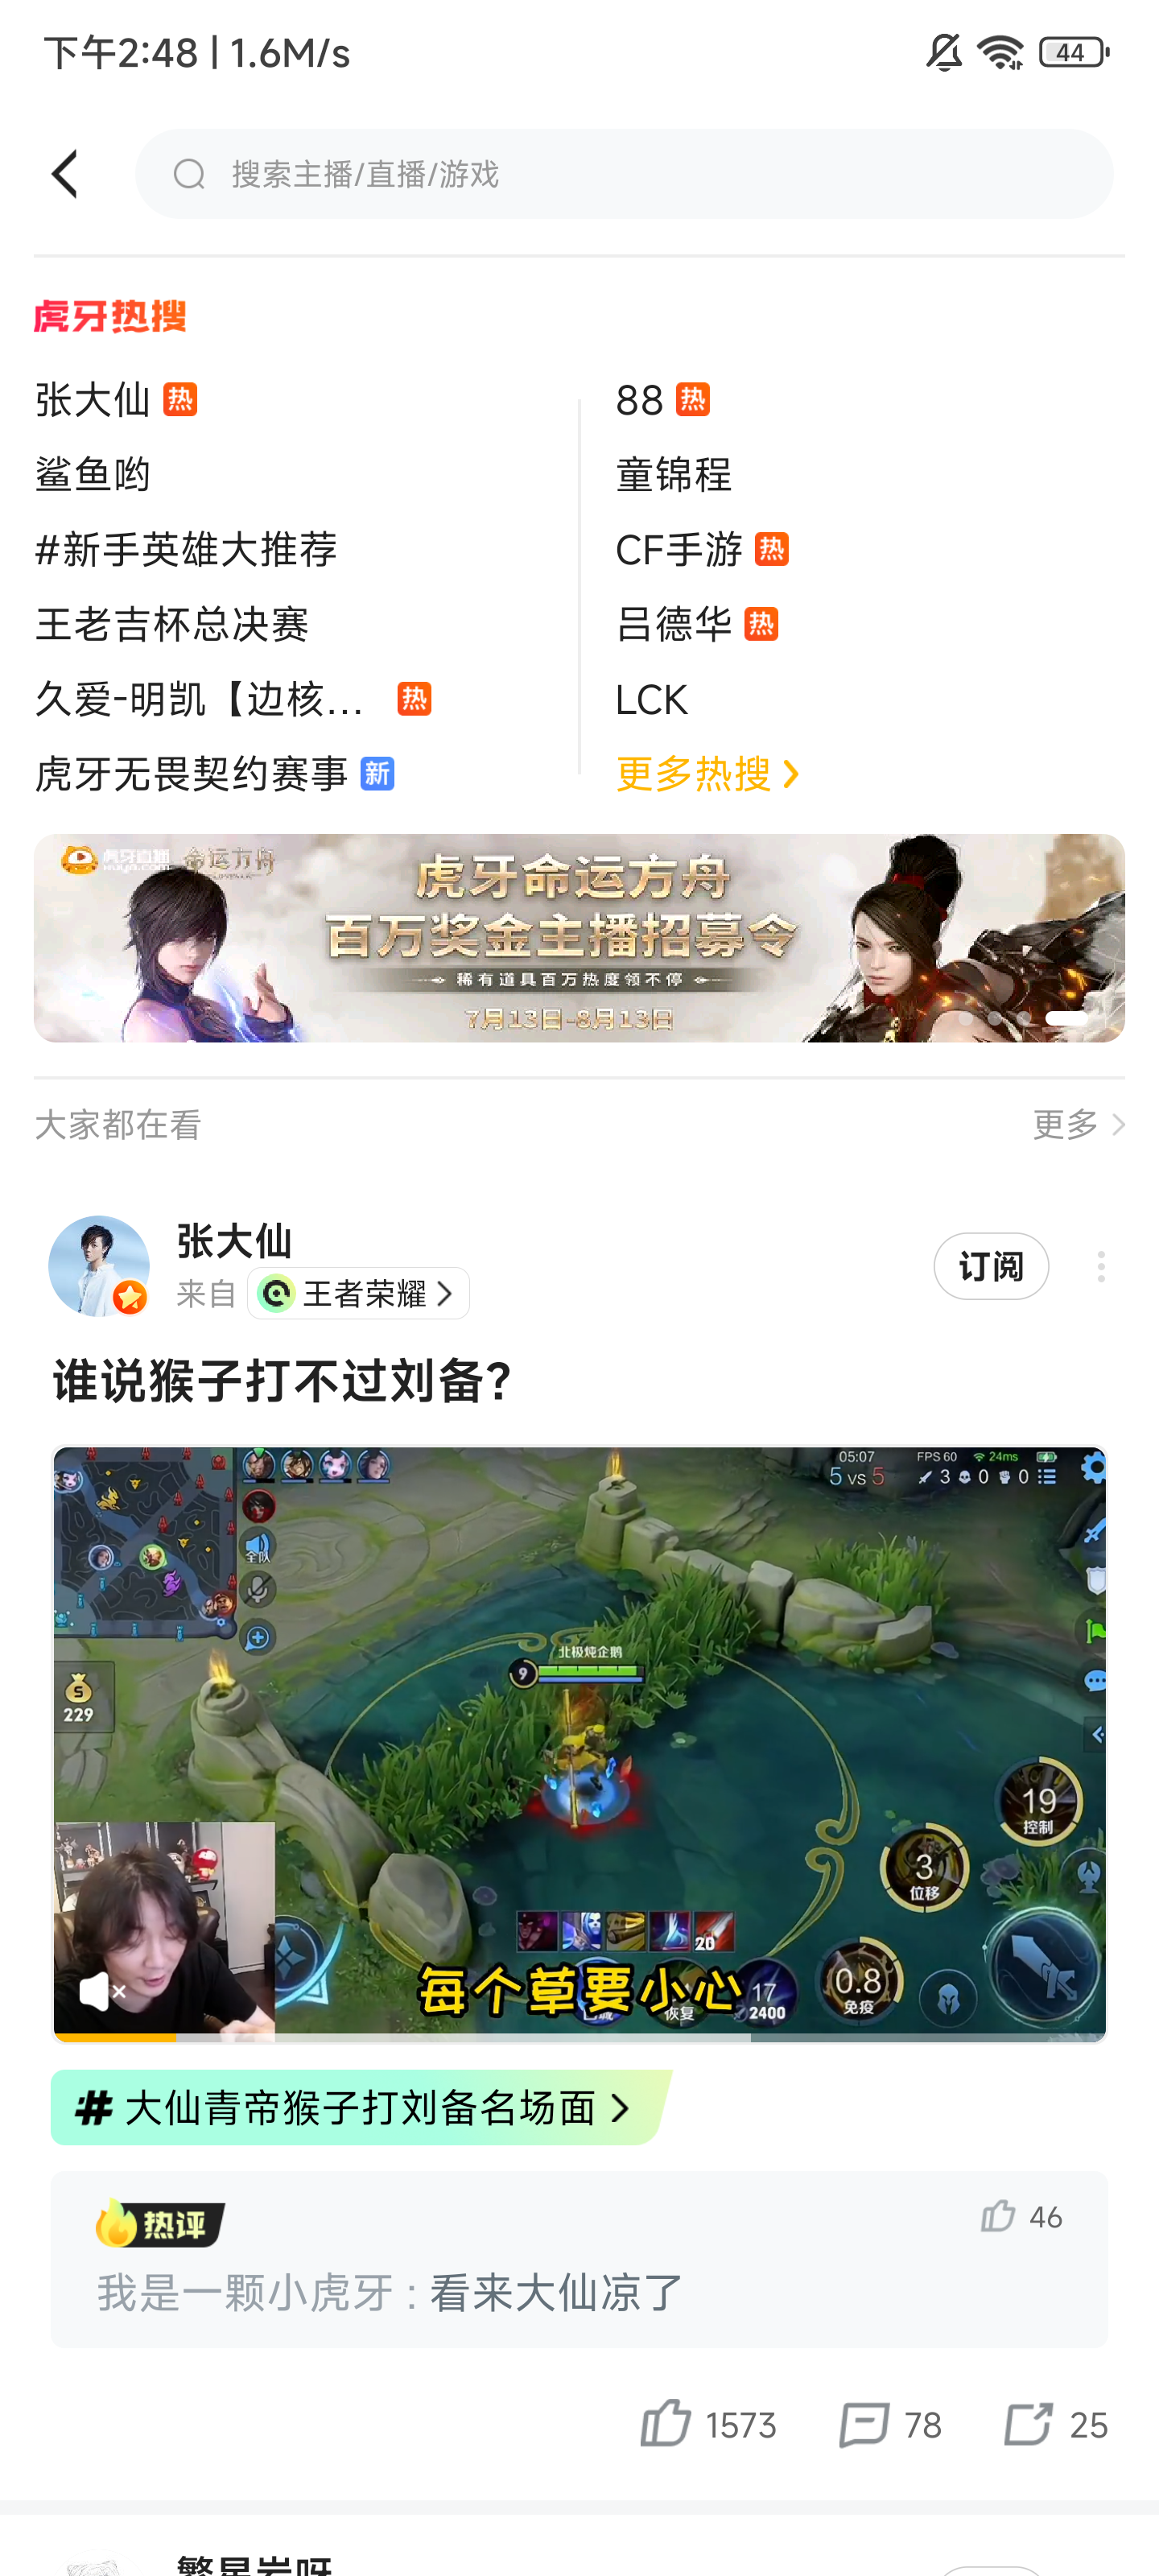 下午2:48 | 1.6M/s
44
搜索主播/直播/游戏
虎牙热搜
张大仙 热
88 热
鲨鱼哟
童锦程
#新手英雄大推荐
CF手游 热
王老吉杯总决赛
吕德华 热
久爱-明凯【边核... 热
LCK
虎牙无畏契约赛事 新
更多热搜
虎牙直播 命运方舟
虎牙命运方舟
百万奖金主播招募令
稀有道具百万热度领不停
7月13日-8月13日
大家都在看
更多
张大仙
来自 王者荣耀
订阅
谁说猴子打不过刘备?
05:07 FPS 60 24ms
5 VS 5 3 0 0
全队
北极炖企鹅
9
229
19
控制
3
位移
20
每个草要小心
恢复
17
2400
0.8
免疫
# 大仙青帝猴子打刘备名场面
热评
46
我是一颗小虎牙 : 看来大仙凉了
1573
78
25